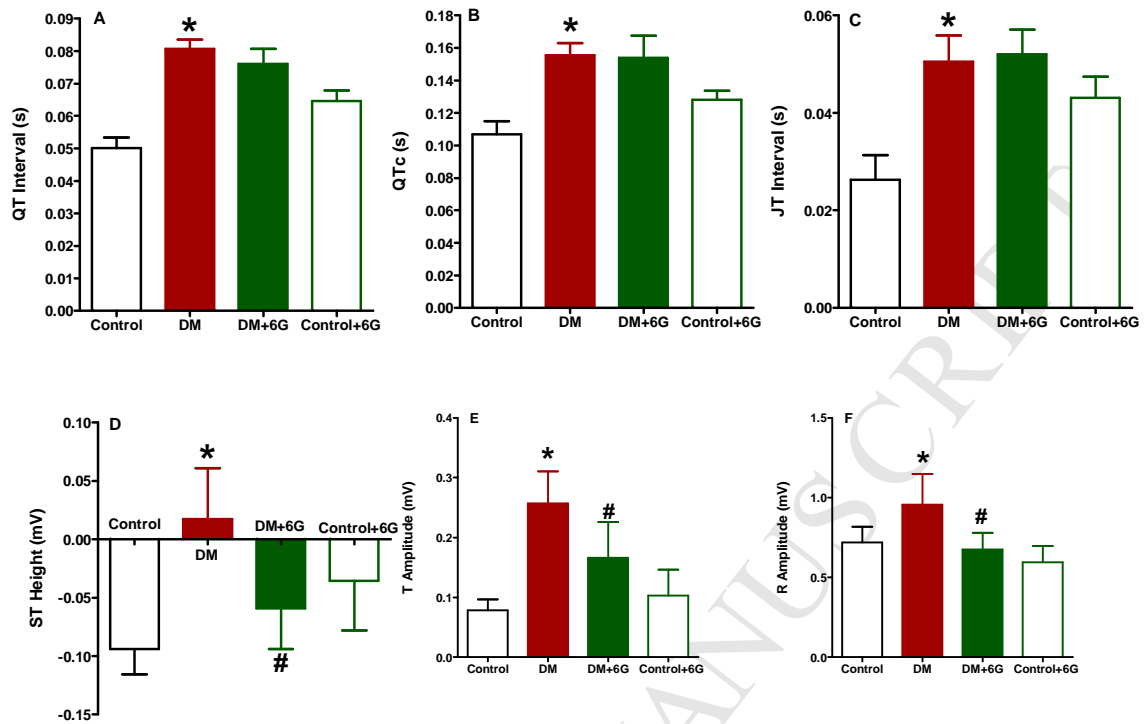 A
QT Interval (s)
0.09
0.08
0.07
0.06
0.05
0.04
0.03
0.02
0.01
0.00
*
Control DM DM+6G Control+6G
B
QTc (s)
0.20
0.18
0.16
0.14
0.12
0.10
0.08
0.06
0.04
0.02
0.00
*
Control DM DM+6G Control+6G
C
JT Interval (s)
0.06
0.04
0.02
0.00
*
Control DM DM+6G Control+6G
D
ST Height (mV)
0.10
0.05
0.00
-0.05
-0.10
-0.15
*
Control DM+6G Control+6G
DM
#
E
T Amplitude (mV)
0.4
0.3
0.2
0.1
0.0
*
#
Control DM DM+6G Control+6G
F
R Amplitude (mV)
1.5
1.0
0.5
0.0
*
#
Control DM DM+6G Control+6G
ANUSCRIPT